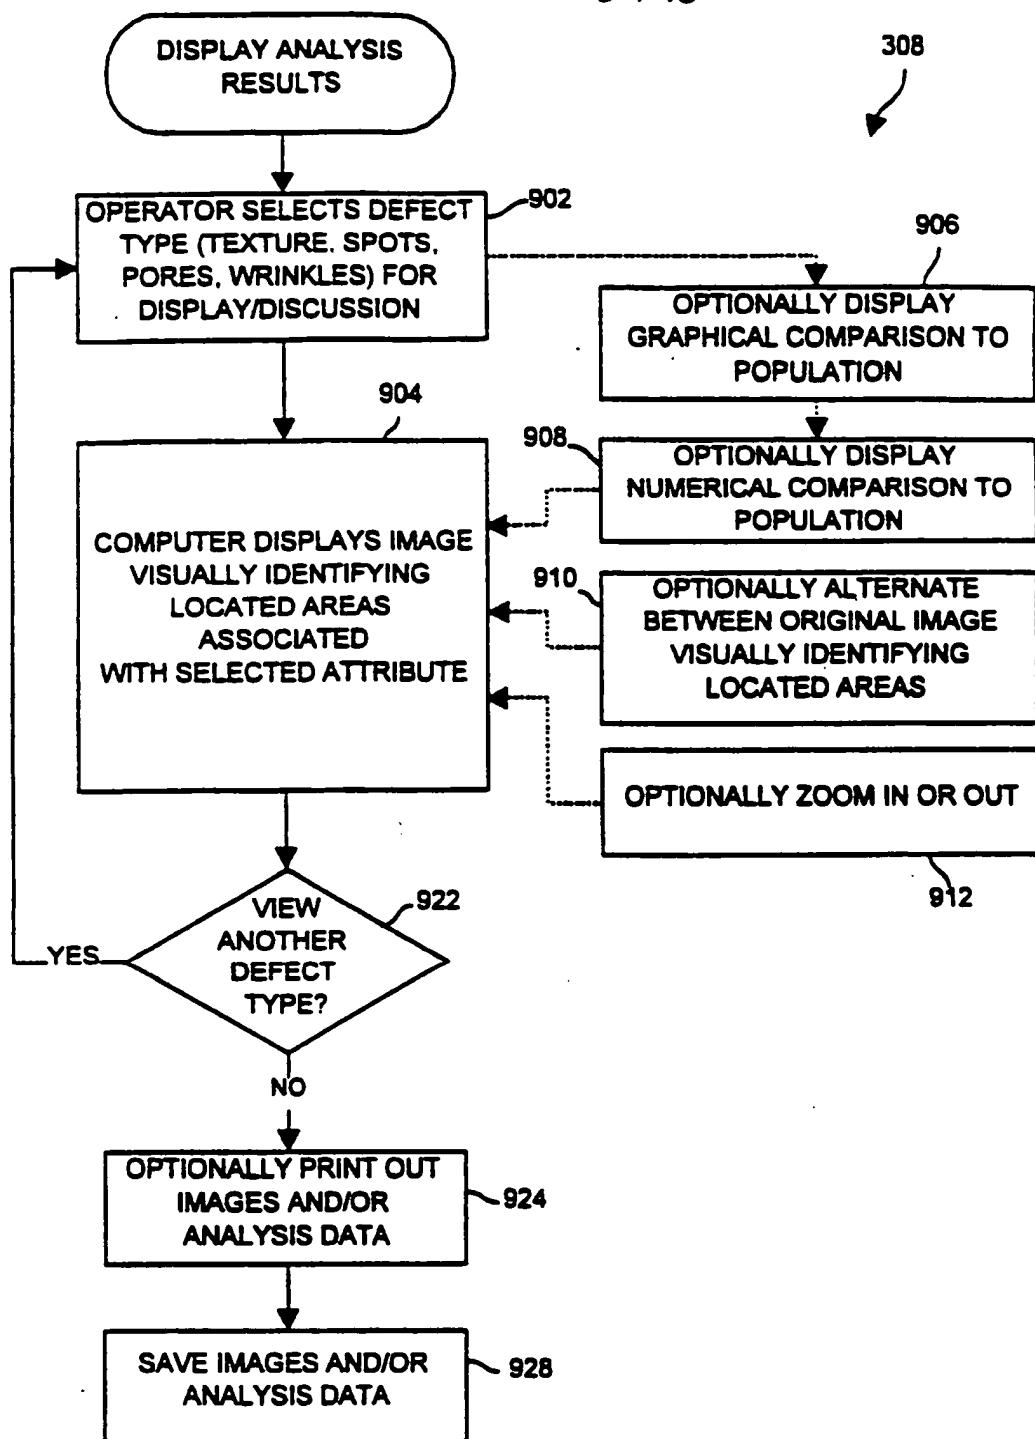 308
DISPLAY ANALYSIS
RESULTS
902
OPERATOR SELECTS DEFECT
TYPE (TEXTURE. SPOTS,
PORES, WRINKLES) FOR
DISPLAY/DISCUSSION
906
OPTIONALLY DISPLAY
GRAPHICAL COMPARISON TO
POPULATION
904
COMPUTER DISPLAYS IMAGE
VISUALLY IDENTIFYING
LOCATED AREAS
ASSOCIATED
WITH SELECTED ATTRIBUTE
908
OPTIONALLY DISPLAY
NUMERICAL COMPARISON TO
POPULATION
910
OPTIONALLY ALTERNATE
BETWEEN ORIGINAL IMAGE
VISUALLY IDENTIFYING
LOCATED AREAS
OPTIONALLY ZOOM IN OR OUT
912
VIEW
ANOTHER
DEFECT
TYPE?
922
YES
NO
OPTIONALLY PRINT OUT
IMAGES AND/OR
ANALYSIS DATA
924
SAVE IMAGES AND/OR
ANALYSIS DATA
928